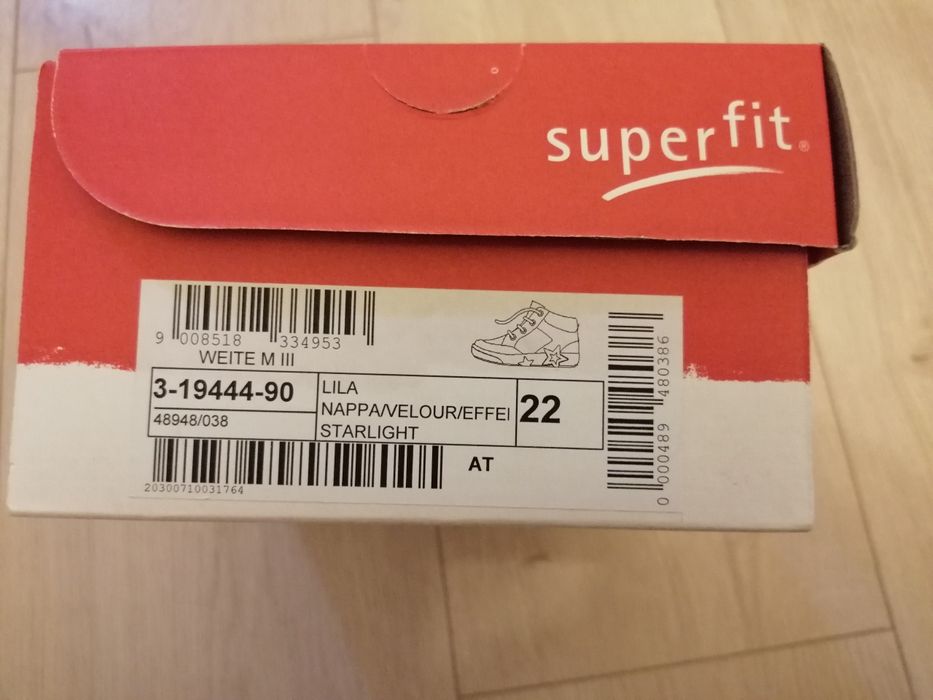 superfit®
9 008518 334953
WEITE M III
3-19444-90
48948/038
LILA
NAPPA/VELOUR/EFFEI
STARLIGHT
22
AT
20300710031764
0 000489 480386